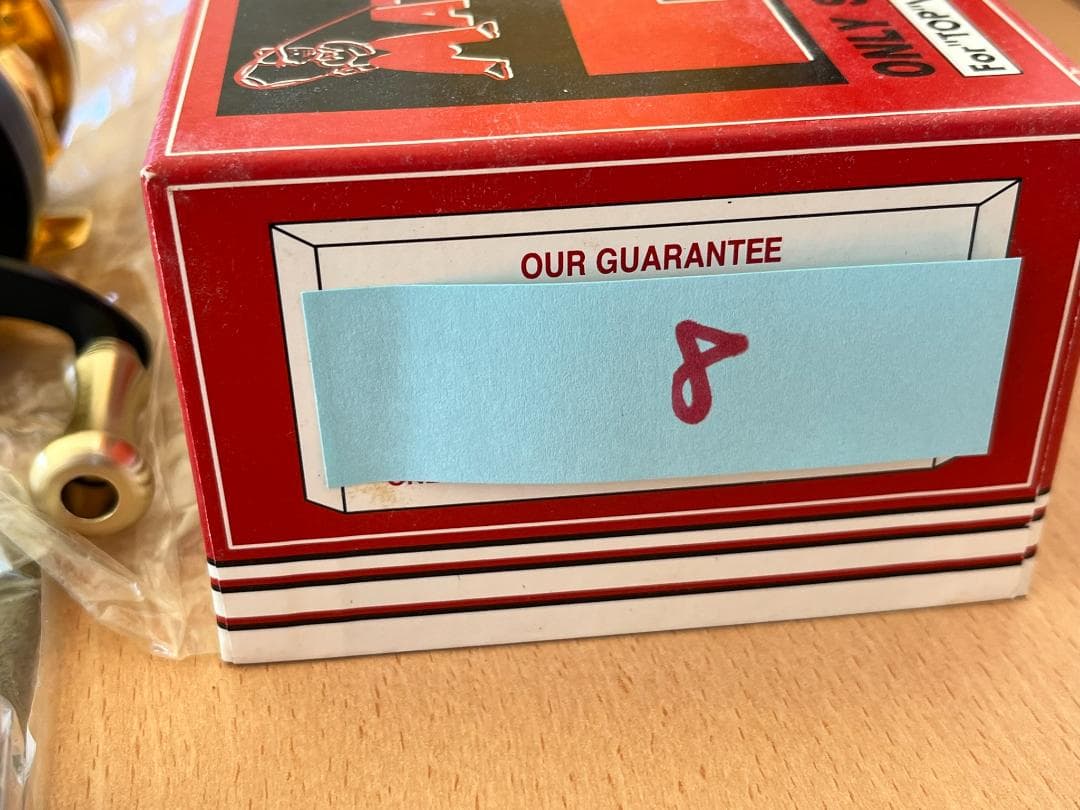 ONLY
For "TOP"
OUR GUARANTEE
8